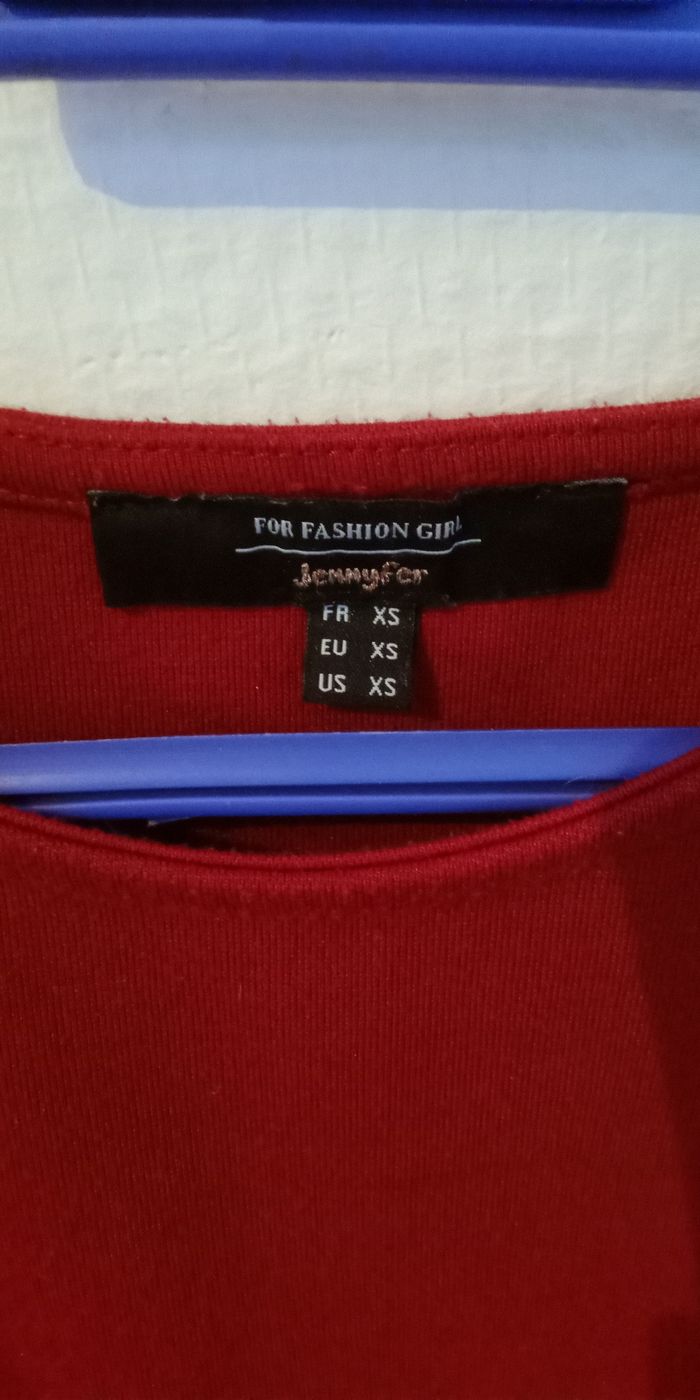 FOR FASHION GIRL
Jennyfer
FR XS
EU XS
US XS